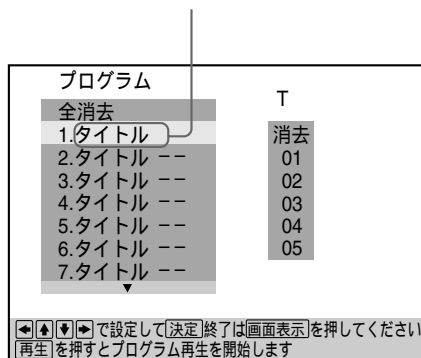 プログラム
全消去
1.タイトル
2.タイトル −−
3.タイトル −−
4.タイトル −−
5.タイトル −−
6.タイトル −−
7.タイトル −−
▼
T
消去
01
02
03
04
05
←↑↓→で設定して決定終了は画面表示を押してください
再生を押すとプログラム再生を開始します